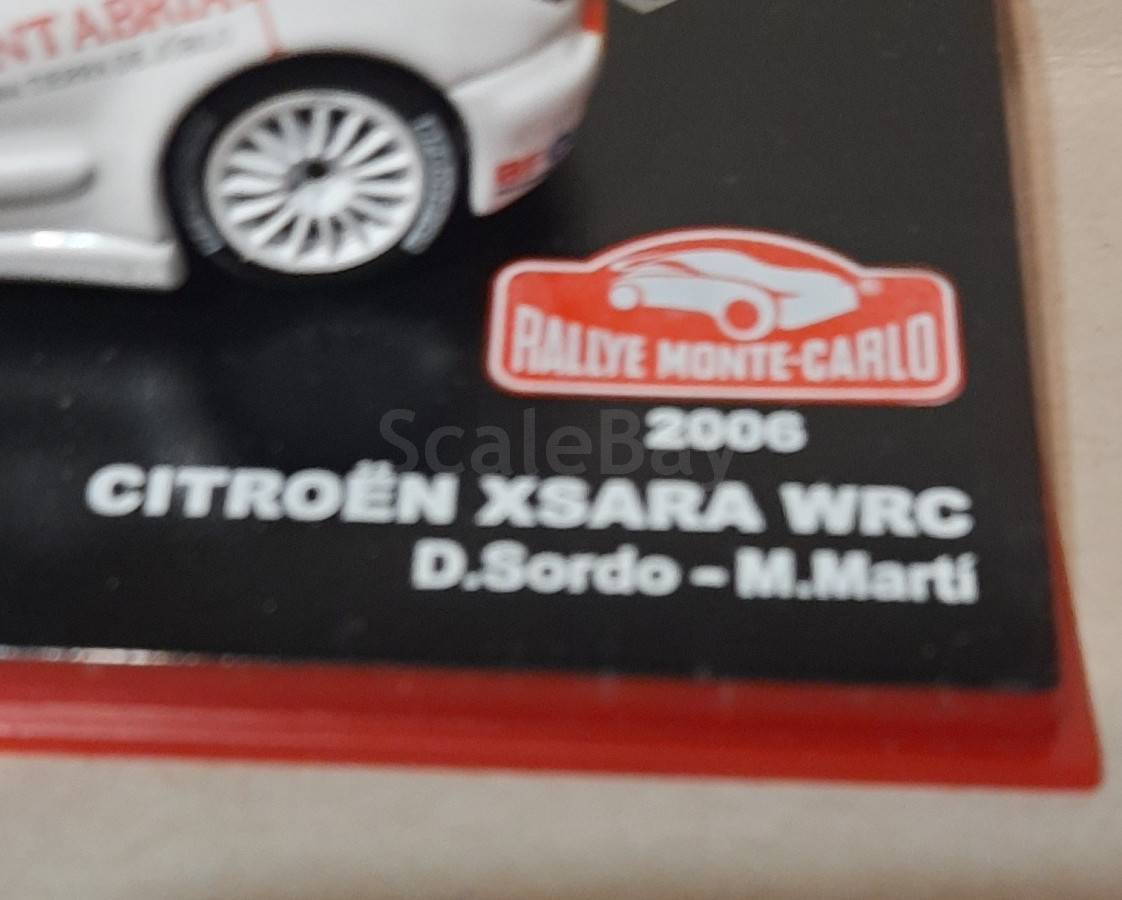 RALLYE MONTE-CARLO
2006
ScaleBay
CITROËN XSARA WRC
D.Sordo – M.Martí